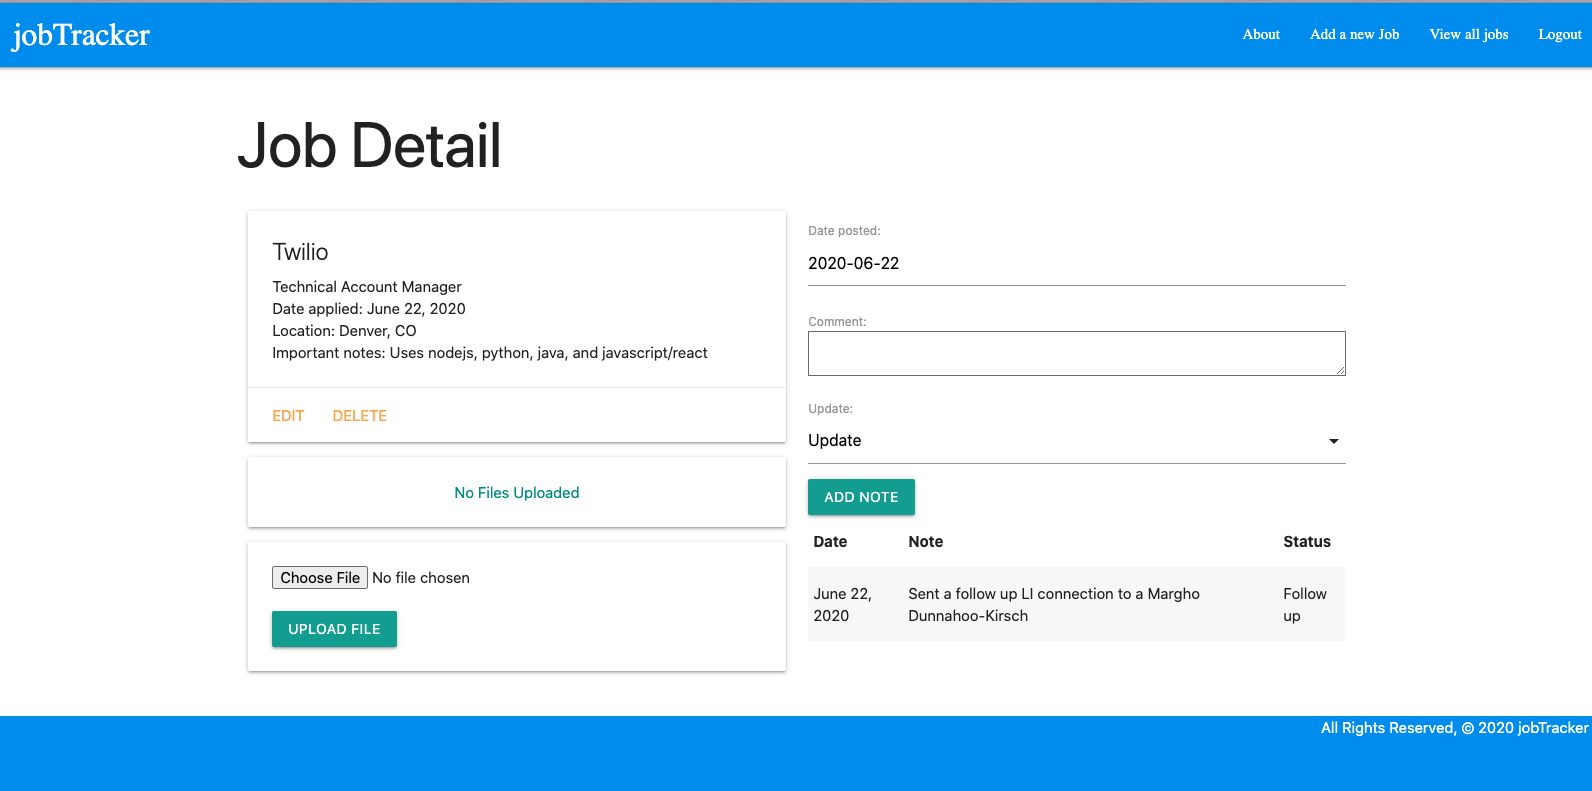 jobTracker
About
Add a new Job
View all jobs
Logout
Job Detail
Twilio
Technical Account Manager
Date applied: June 22, 2020
Location: Denver, CO
Important notes: Uses nodejs, python, java, and javascript/react
EDIT
DELETE
No Files Uploaded
Choose File No file chosen
UPLOAD FILE
Date posted:
2020-06-22
Comment:
Update:
Update
ADD NOTE
Date Note Status
June 22, 2020
Sent a follow up LI connection to a Margho
Dunnahoo-Kirsch
Follow up
All Rights Reserved, © 2020 jobTracker